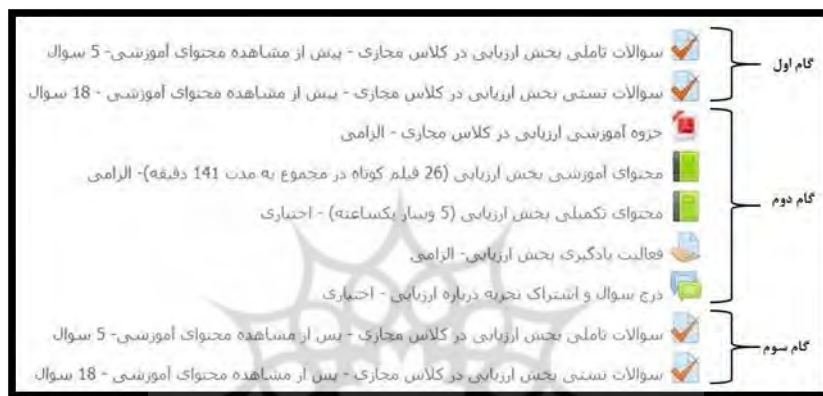 گام اول
سوالات تاملی بخش ارزیابی در کلاس مجازی - پیش از مشاهده محتوای آموزشی- 5 سوال
سوالات تستی بخش ارزیابی در کلاس مجازی - پیش از مشاهده محتوای آموزشی - 18 سوال
گام دوم
جزوه آموزشی ارزیابی در کلاس مجازی - الزامی
محتوای آموزشی بخش ارزیابی (26 فیلم کوتاه در مجموع به مدت 141 دقیقه)- الزامی
محتوای تکمیلی بخش ارزیابی (5 وبینار یکساعته) - اختیاری
فعالیت یادگیری بخش ارزیابی- الزامی
درج سوال و اشتراک تجربه درباره ارزیابی - اختیاری
گام سوم
سوالات تاملی بخش ارزیابی در کلاس مجازی - پس از مشاهده محتوای آموزشی- 5 سوال
سوالات تستی بخش ارزیابی در کلاس مجازی - پس از مشاهده محتوای آموزشی - 18 سوال